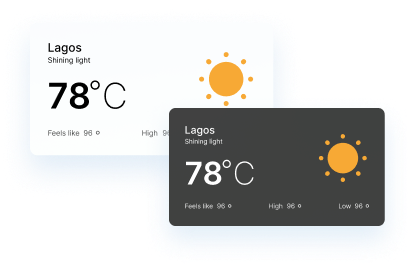 Lagos
Shining light
78°C
Feels like 96 °
High 96
Lagos
Shining light
78°C
Feels like 96 °
High 96 °
Low 96 °